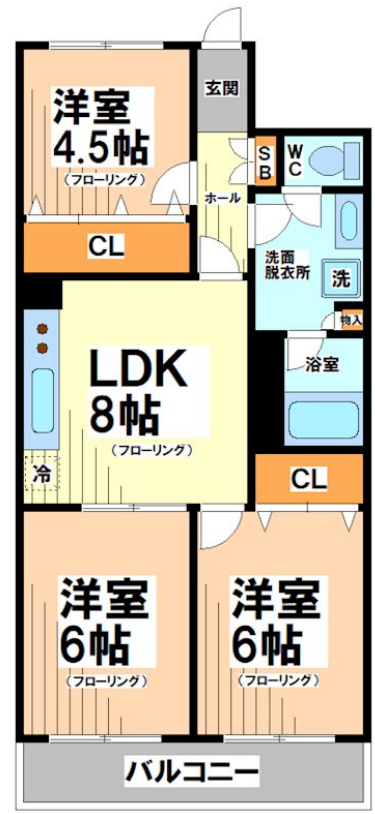 玄関
洋室
4.5帖
(フローリング)
SB
WC
ホール
CL
洗面
脱衣所
洗
物入
浴室
LDK
8帖
(フローリング)
冷
CL
洋室
6帖
(フローリング)
洋室
6帖
(フローリング)
バルコニー